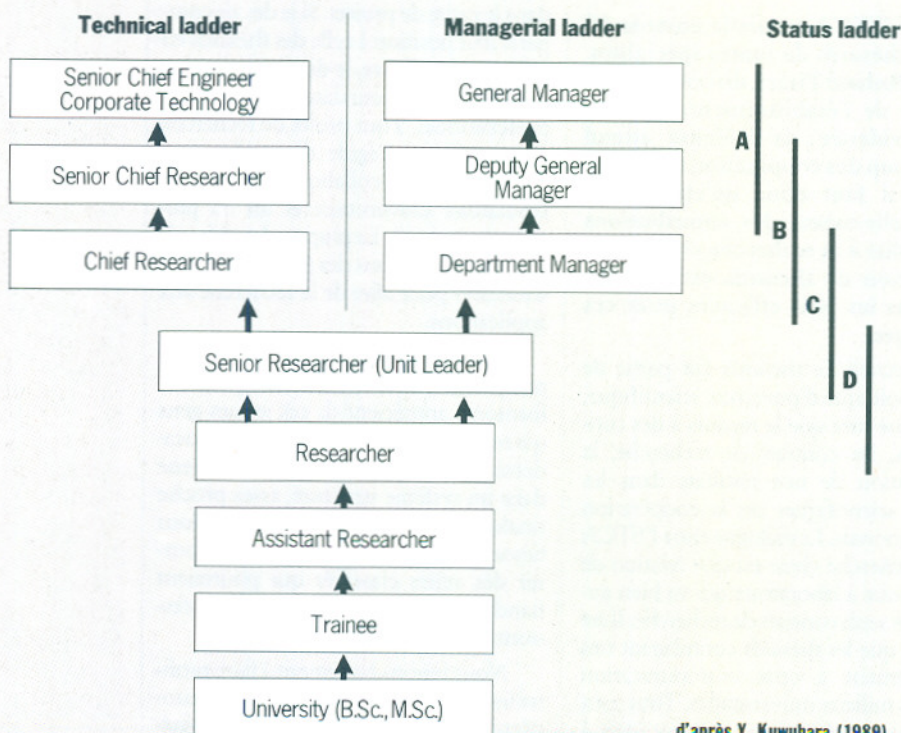 Technical ladder
Managerial ladder
Status ladder
Senior Chief Engineer
Corporate Technology
General Manager
A
Senior Chief Researcher
Deputy General
Manager
B
Chief Researcher
Department Manager
C
Senior Researcher (Unit Leader)
D
Researcher
Assistant Researcher
Trainee
University (B.Sc., M.Sc.)
d'après Y. Kuwuhara (1989)